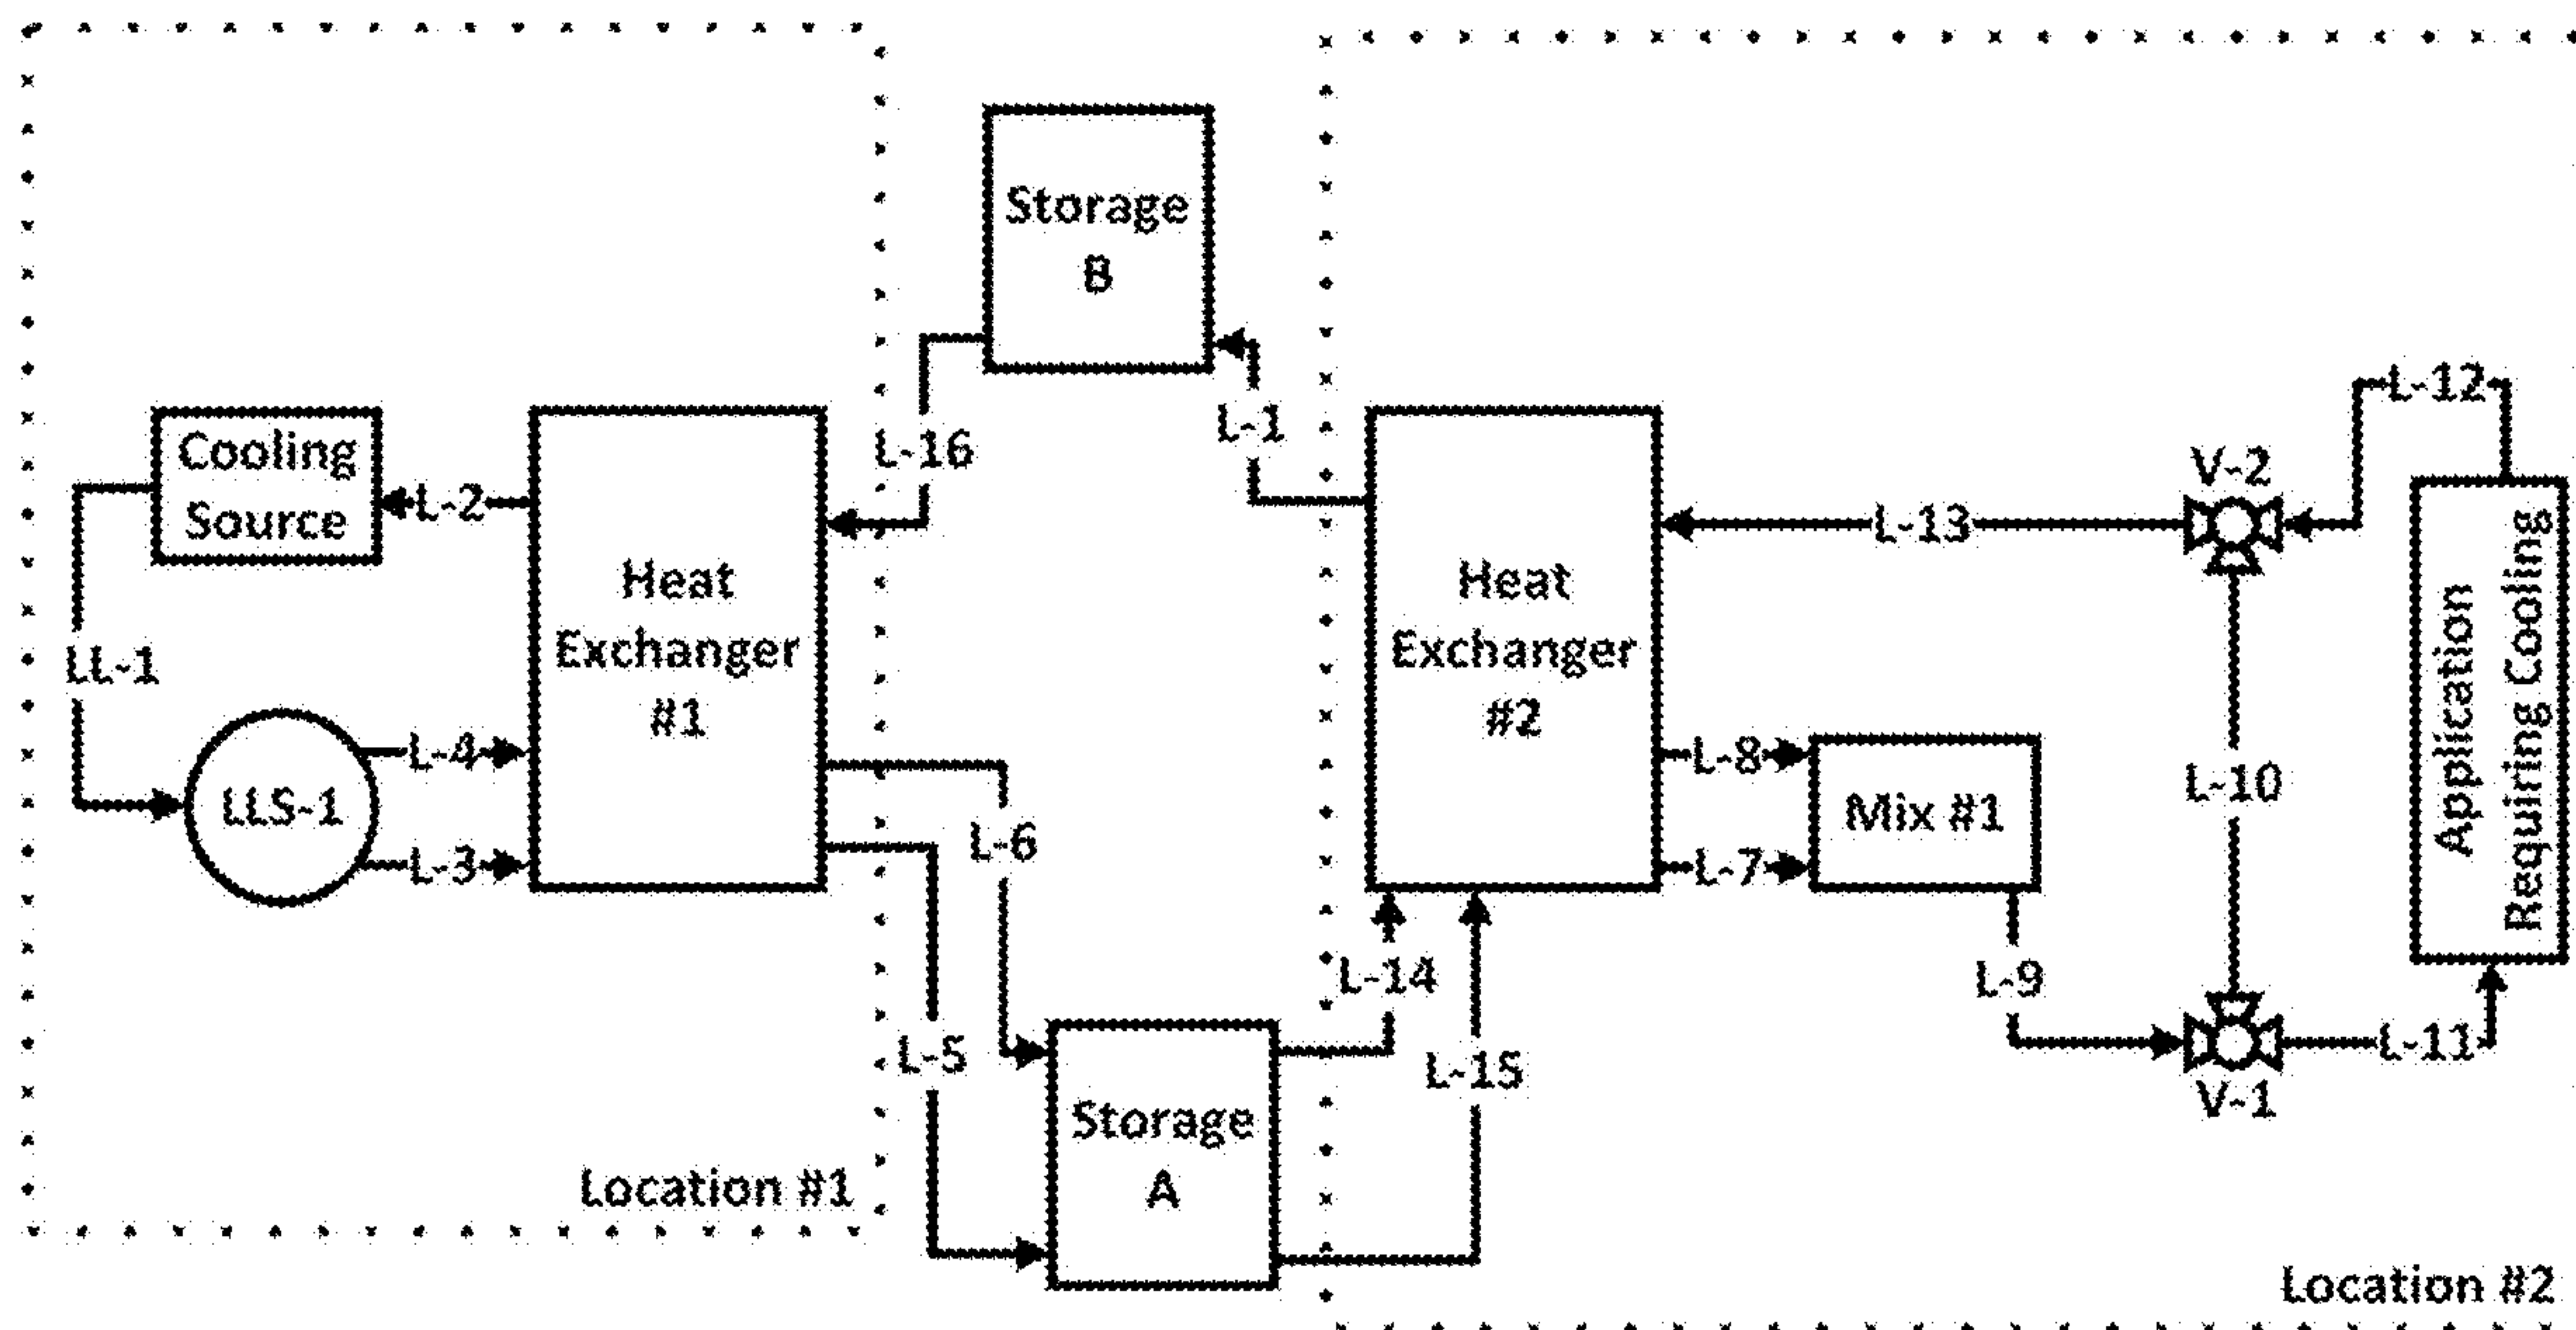 Storage
B
L-12
L-1
L-16
Cooling
Source
L-2
V-2
L-13
Heat
Exchanger
#1
Heat
Exchanger
#2
Application
Requiring Cooling
LL-1
L-4
LLS-1
L-3
L-6
L-8
Mix #1
L-7
L-10
L-14
L-9
L-5
L-15
L-11
V-1
Storage
A
Location #1
Location #2